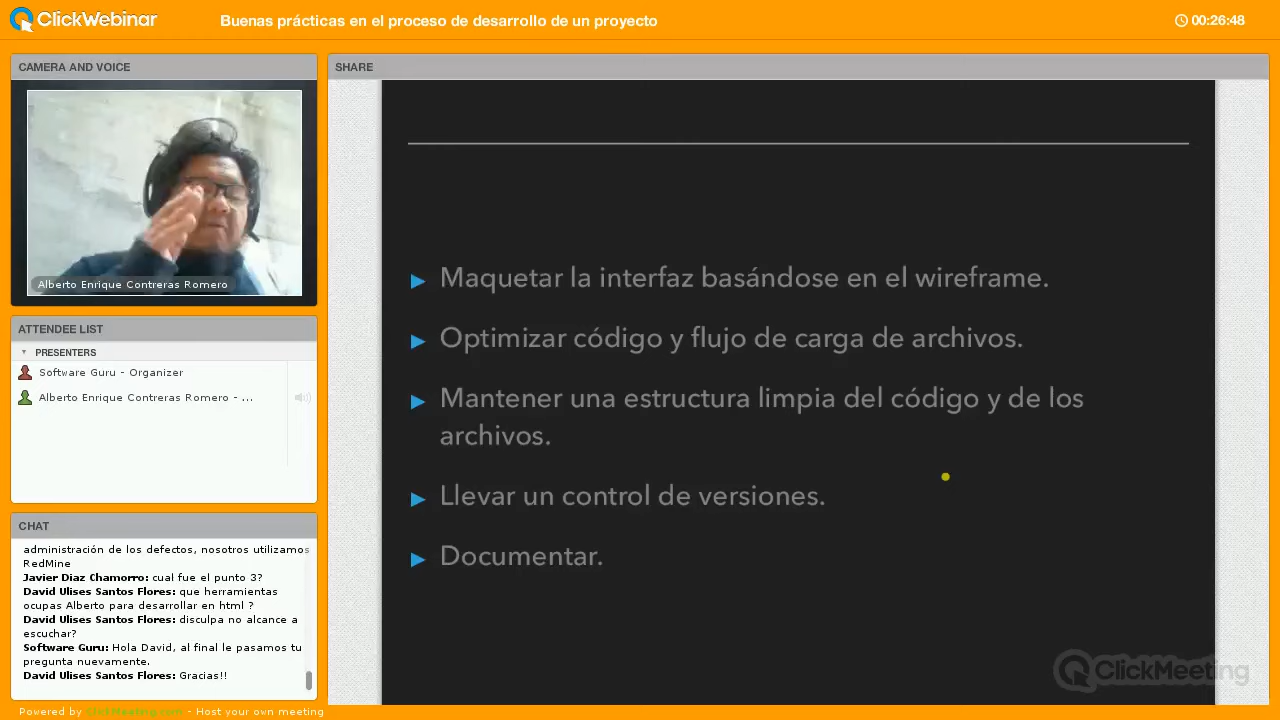 ClickWebinar
Buenas prácticas en el proceso de desarrollo de un proyecto
00:26:48
CAMERA AND VOICE
Alberto Enrique Contreras Romero
ATTENDEE LIST
PRESENTERS
Software Guru - Organizer
Alberto Enrique Contreras Romero - ...
CHAT
administración de los defectos, nosotros utilizamos
RedMine
Javier Diaz Chamorro: cual fue el punto 3?
David Ulises Santos Flores: que herramientas
ocupas Alberto para desarrollar en html ?
David Ulises Santos Flores: disculpa no alcance a
escuchar?
Software Guru: Hola David, al final le pasamos tu
pregunta nuevamente.
David Ulises Santos Flores: Gracias!!
SHARE
Maquetar la interfaz basándose en el wireframe.
Optimizar código y flujo de carga de archivos.
Mantener una estructura limpia del código y de los
archivos.
Llevar un control de versiones.
Documentar.
ClickMeeting
Powered by ClickMeeting.com - Host your own meeting